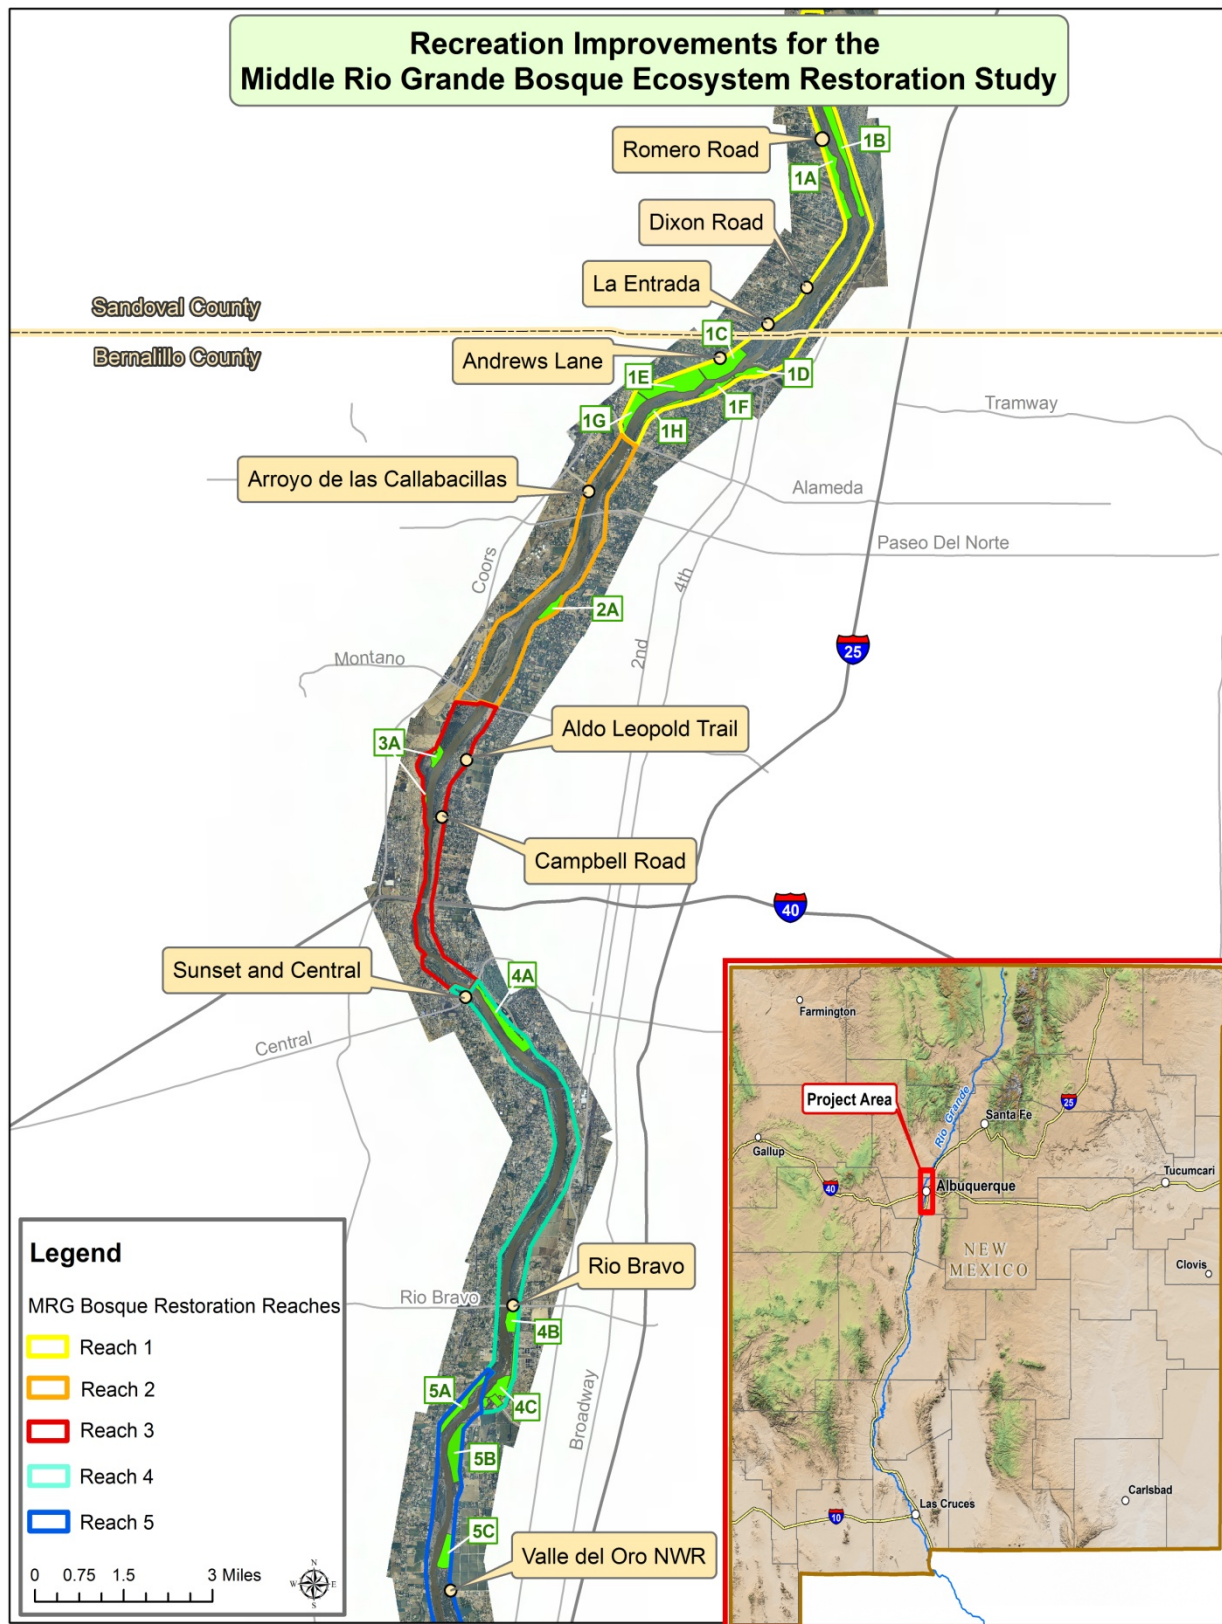 Recreation Improvements for the
Middle Rio Grande Bosque Ecosystem Restoration Study
Romero Road
1B
1A
Dixon Road
La Entrada
Sandoval County
Bernalillo County
1C
Andrews Lane
1E
1D
1F
1G
1H
Tramway
Arroyo de las Callabacillas
Alameda
Paseo Del Norte
Coors
4th
2A
2nd
25
Montano
Aldo Leopold Trail
3A
Campbell Road
40
Sunset and Central
4A
Central
Rio Bravo
Rio Bravo
4B
5A
4C
Broadway
5B
5C
Valle del Oro NWR
Legend
MRG Bosque Restoration Reaches
Reach 1
Reach 2
Reach 3
Reach 4
Reach 5
0 0.75 1.5 3 Miles
N
W E
S
Farmington
Project Area
Rio Grande
25
Santa Fe
Gallup
Tucumcari
40
Albuquerque
NEW
MEXICO
Clovis
Carlsbad
Las Cruces
10